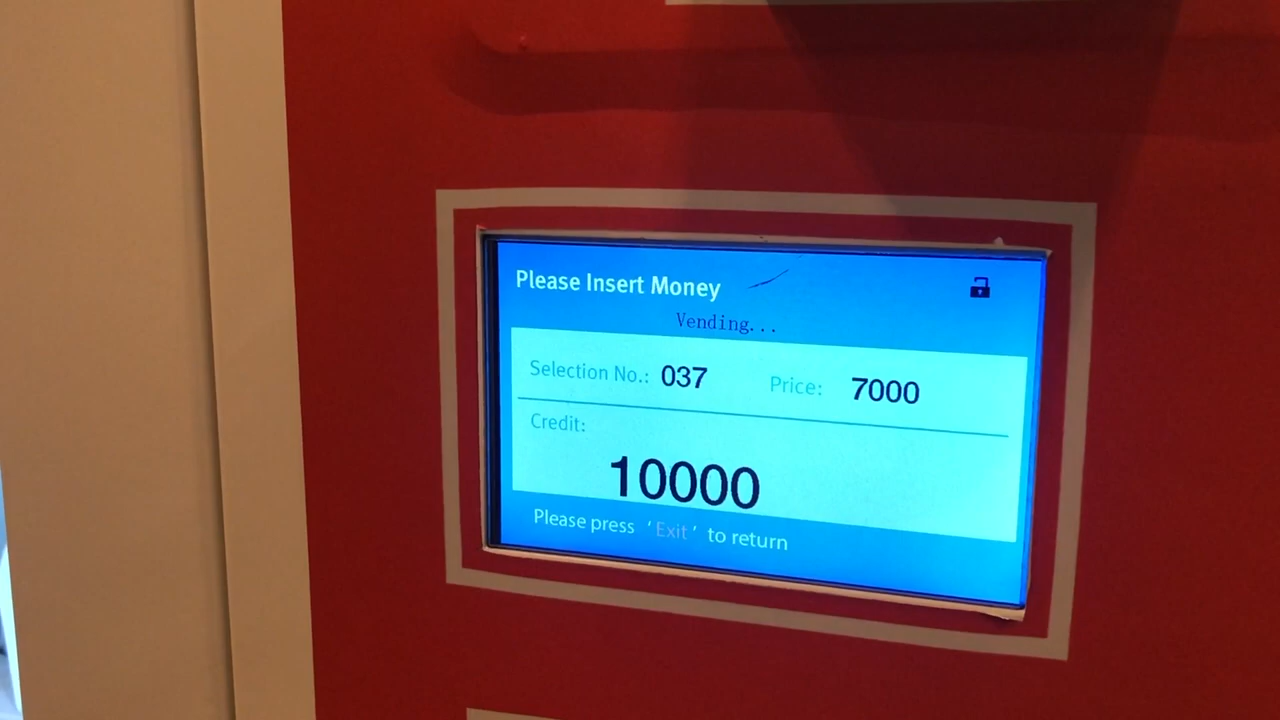 Please Insert Money
Vending...
Selection No.: 037 Price: 7000
Credit:
10000
Please press 'Exit' to return